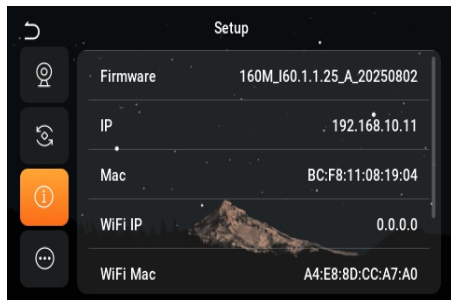 Setup
Firmware 160M_I60.1.1.25_A_20250802
IP 192.168.10.11
Mac BC:F8:11:08:19:04
WiFi IP 0.0.0.0
WiFi Mac A4:E8:8D:CC:A7:A0